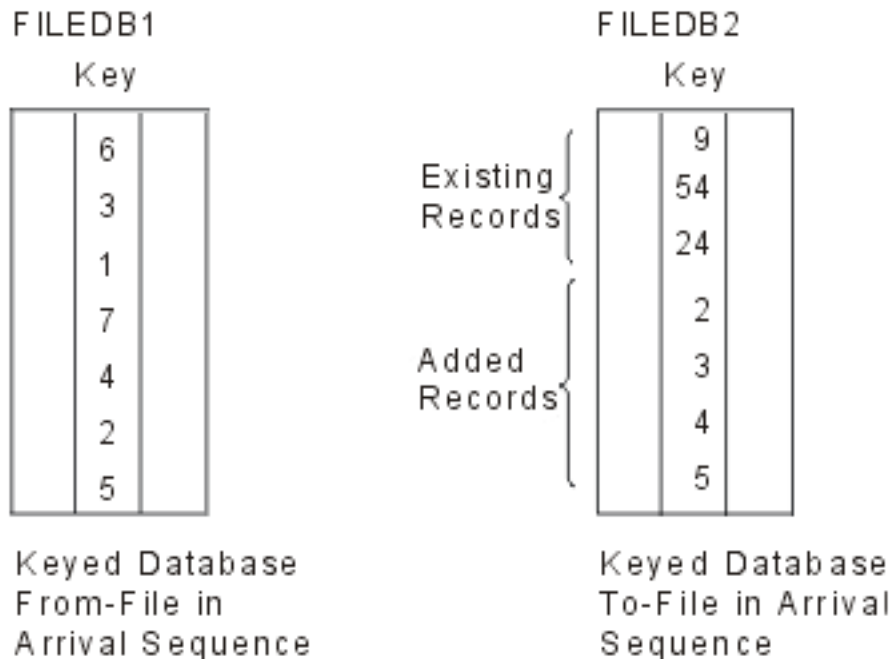 FILEDB1
Key
6
3
1
7
4
2
5
Keyed Database
From-File in
Arrival Sequence
FILEDB2
Key
Existing
Records
9
54
24
Added
Records
2
3
4
5
Keyed Database
To-File in Arrival
Sequence